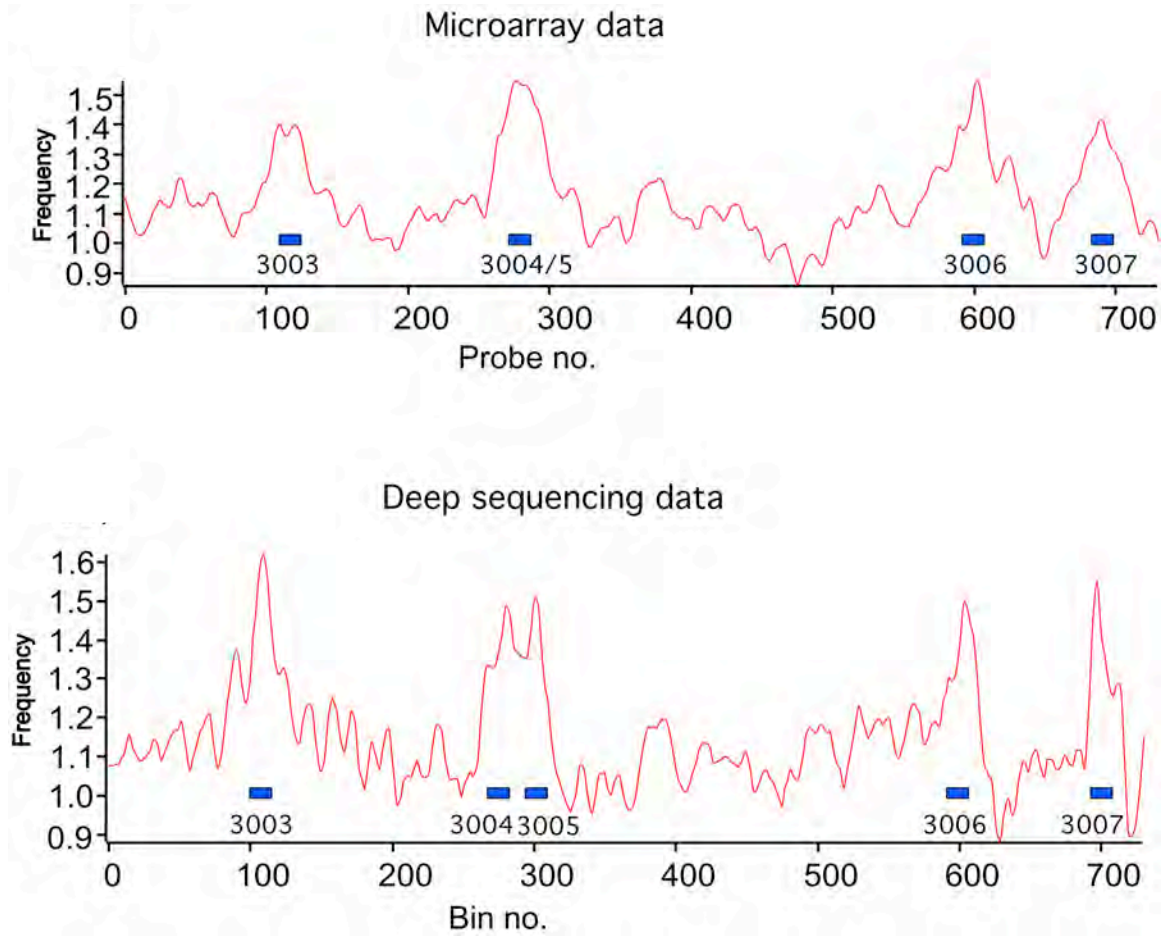 Microarray data
Frequency
1.5
1.4
1.3
1.2
1.1
1.0
0.9
3003 3004/5 3006 3007
0 100 200 300 400 500 600 700
Probe no.
Deep sequencing data
Frequency
1.6
1.5
1.4
1.3
1.2
1.1
1.0
0.9
3003 3004 3005 3006 3007
0 100 200 300 400 500 600 700
Bin no.